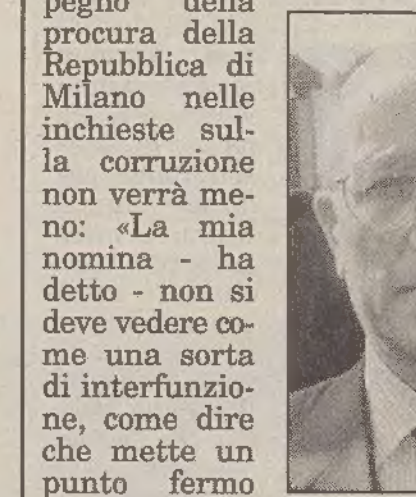 pegno della
procura della
Repubblica di
Milano nelle
inchieste sul-
la corruzione
non verrà me-
no: «La mia
nomina - ha
detto - non si
deve vedere co-
me una sorta
di interfunzio-
ne, come dire
che mette un
punto fermo